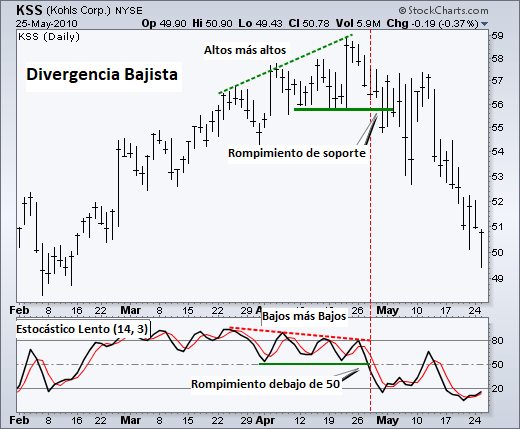 KSS (Kohls Corp.) NYSE
© StockCharts.com
25-May-2010
Op 49.90 Hi 50.90 Lo 49.43 Cl 50.78 Vol 5.9M Chg -0.19 (-0.37%)
KSS (Daily)
Altos más altos
Divergencia Bajista
Rompimiento de soporte
59
58
57
56
55
54
53
52
51
50
49
Feb 8 16 22 Mar 8 15 22 Apr 12 19 26 May 10 17 24
Bajos más Bajos
Estocástico Lento (14, 3)
Rompimiento debajo de 50
80
50
20
Feb 8 16 22 Mar 8 15 22 Apr 12 19 26 May 10 17 24